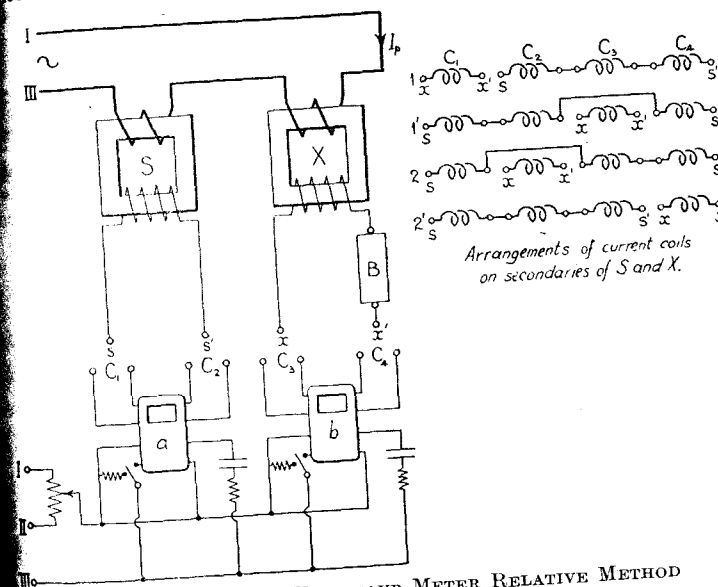 I
I_p
III
S
X
B
s
s'
x
x'
C₁
C₂
C₃
C₄
a
b
I
II
III
C₁ C₂ C₃ C₄
1 x x' s s'
1' s x x' s
2 s x x' s
2' s s' x
Arrangements of current coils
on secondaries of S and X.
METER RELATIVE METHOD